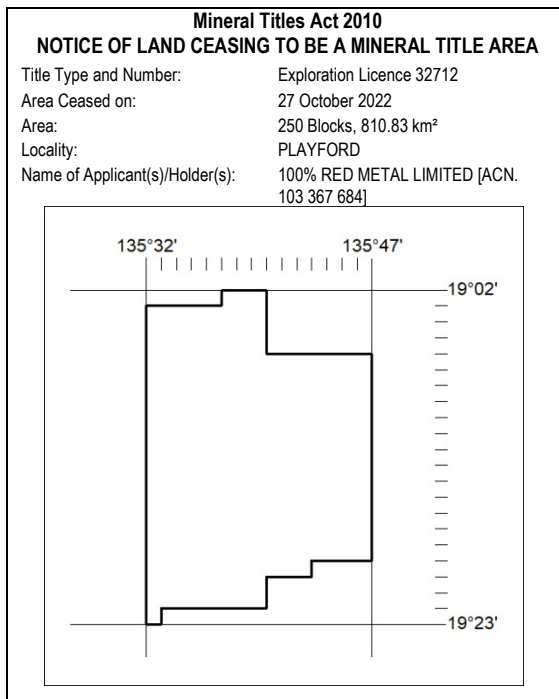 Mineral Titles Act 2010
NOTICE OF LAND CEASING TO BE A MINERAL TITLE AREA
Title Type and Number: Exploration Licence 32712
Area Ceased on: 27 October 2022
Area: 250 Blocks, 810.83 km²
Locality: PLAYFORD
Name of Applicant(s)/Holder(s): 100% RED METAL LIMITED [ACN.
103 367 684]
135°32' 135°47'
19°02'
19°23'